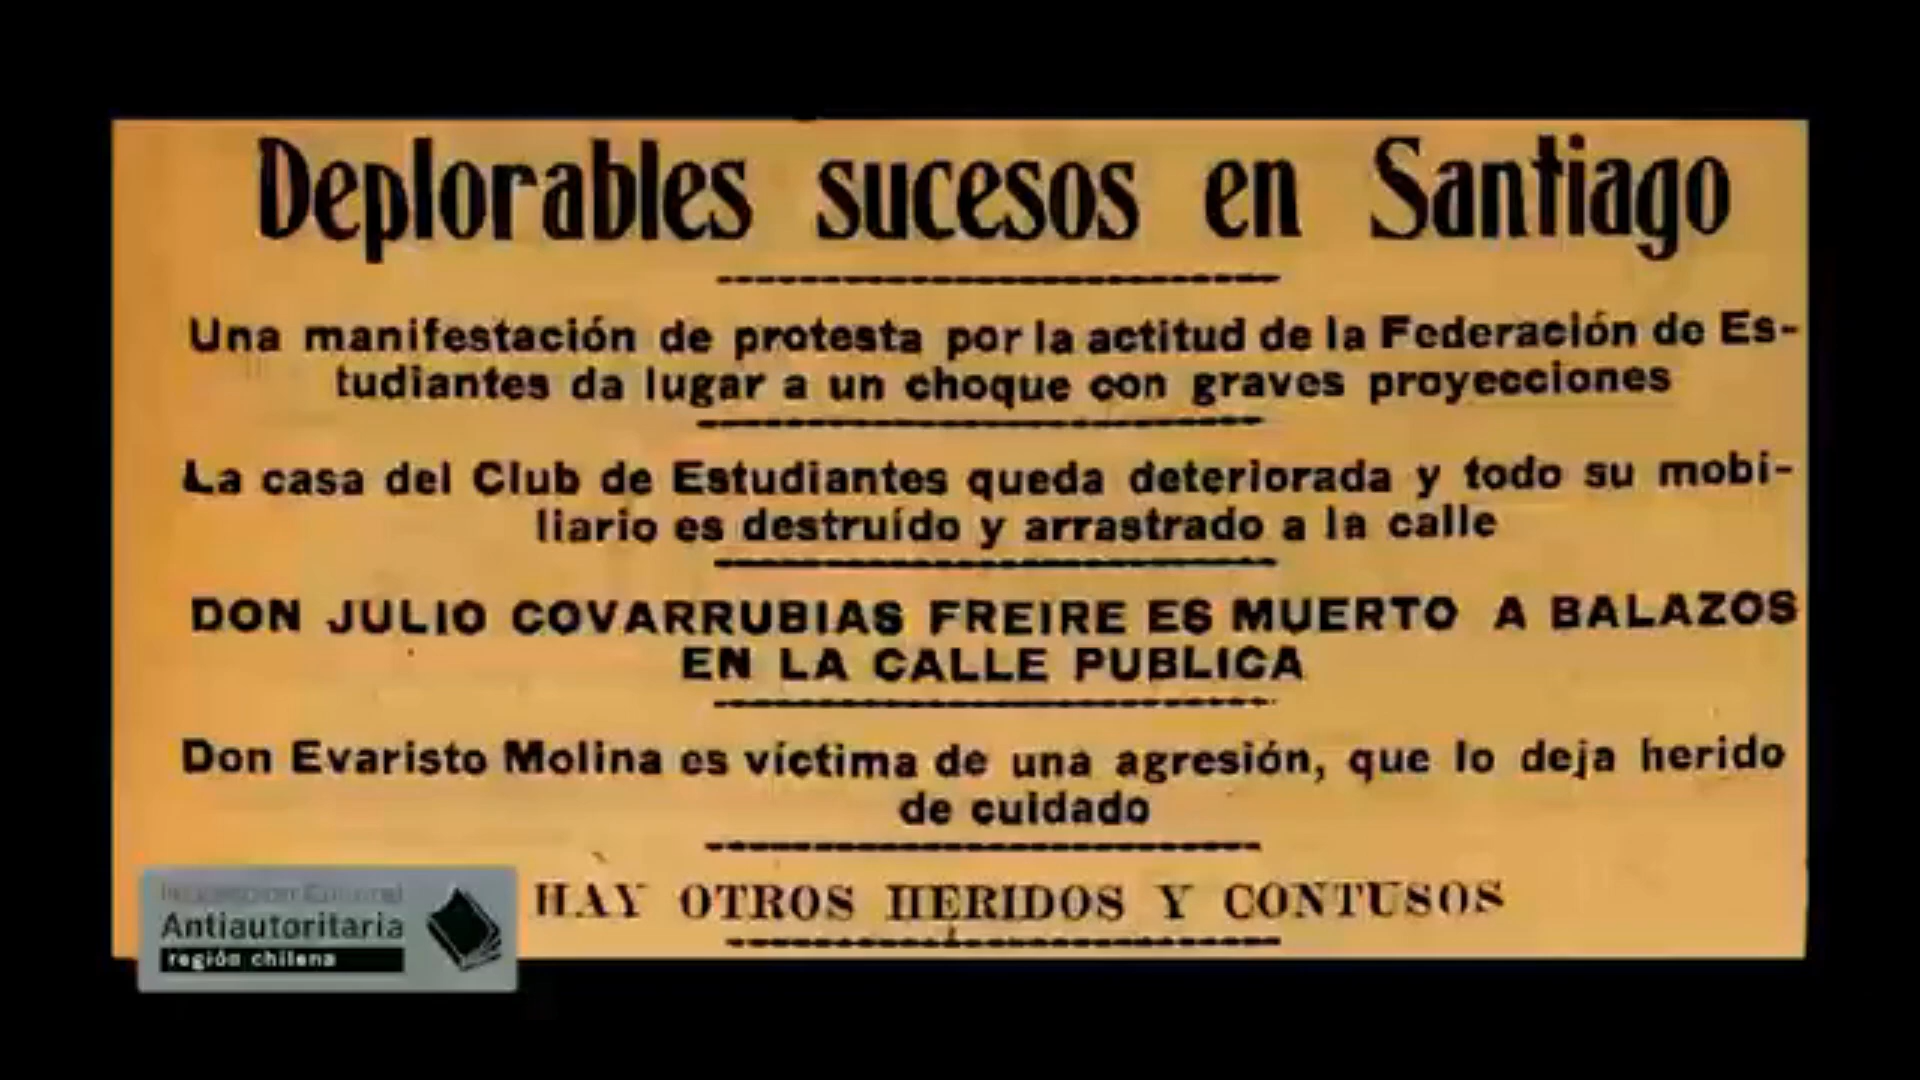 Deplorables sucesos en Santiago
Una manifestación de protesta por la actitud de la Federación de Es-
tudiantes da lugar a un choque con graves proyecciones
La casa del Club de Estudiantes queda deteriorada y todo su mobi-
liario es destruído y arrastrado a la calle
DON JULIO COVARRUBIAS FREIRE ES MUERTO A BALAZOS
EN LA CALLE PUBLICA
Don Evaristo Molina es víctima de una agresión, que lo deja herido
de cuidado
HAY OTROS HERIDOS Y CONTUSOS
Antiautoritaria
región chilena